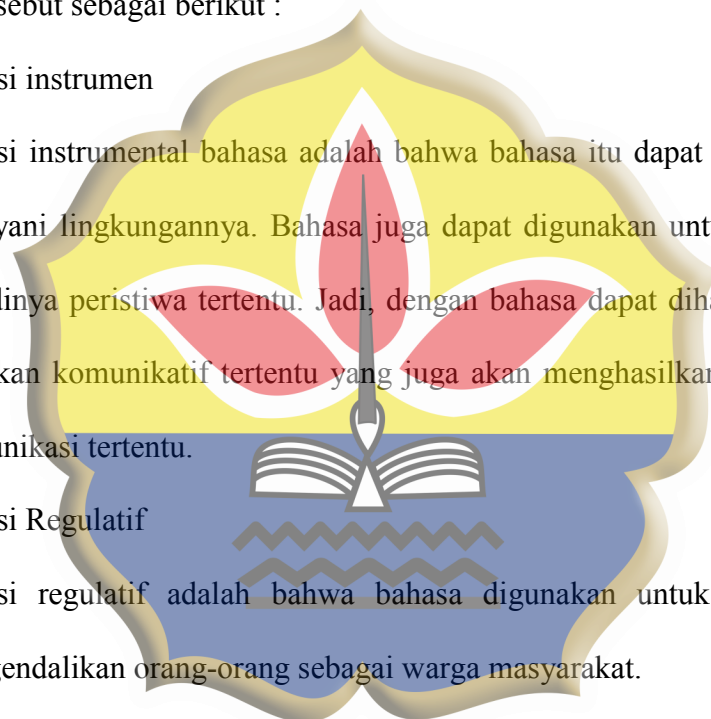 sebut sebagai berikut :
si instrumen
si instrumental bahasa adalah bahwa bahasa itu dapat
yani lingkungannya. Bahasa juga dapat digunakan unt
linya peristiwa tertentu. Jadi, dengan bahasa dapat diha
kan komunikatif tertentu yang juga akan menghasilkan
unikasi tertentu.
si Regulatif
si regulatif adalah bahwa bahasa digunakan untuk
gendalikan orang-orang sebagai warga masyarakat.